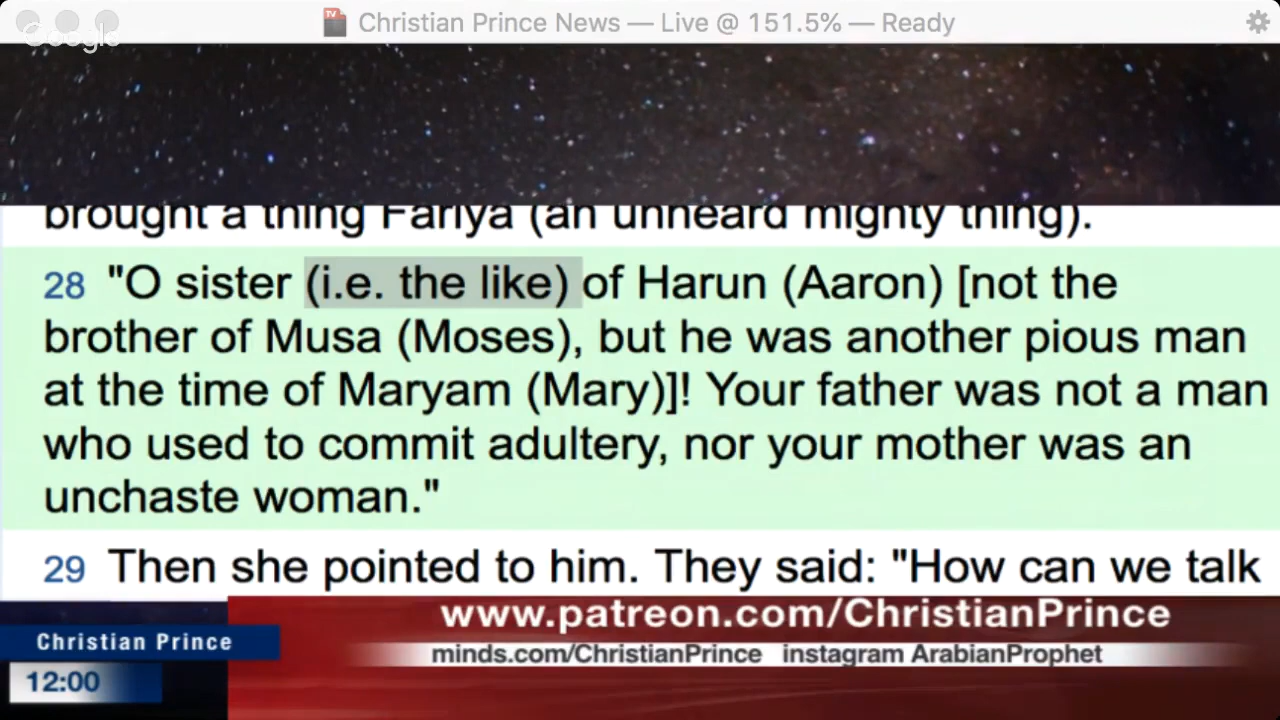 Christian Prince News — Live @ 151.5% — Ready
Google
brought a thing Fariya (an unheard mighty thing).
28 "O sister (i.e. the like) of Harun (Aaron) [not the
brother of Musa (Moses), but he was another pious man
at the time of Maryam (Mary)]! Your father was not a man
who used to commit adultery, nor your mother was an
unchaste woman."
29 Then she pointed to him. They said: "How can we talk
www.patreon.com/ChristianPrince
Christian Prince
minds.com/ChristianPrince instagram ArabianProphet
12:00